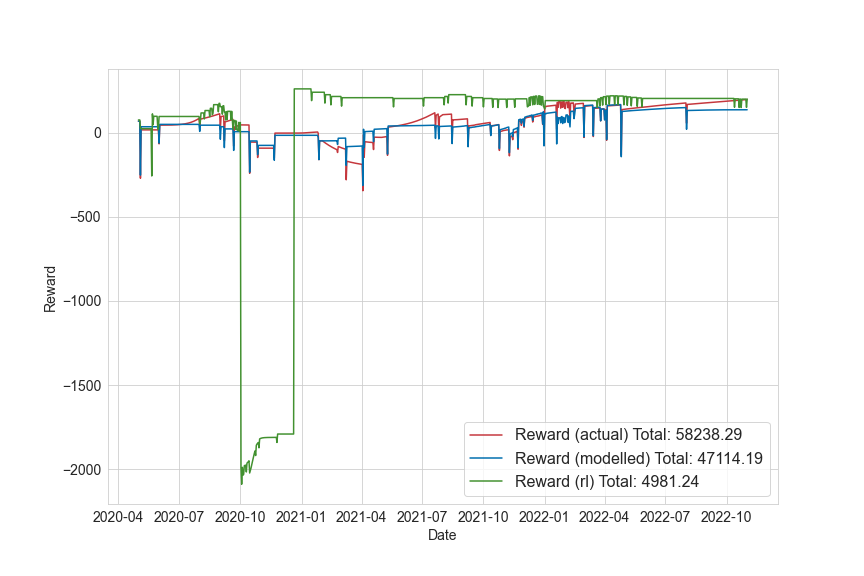 0
−500
−1000
−1500
−2000
Reward
Reward (actual) Total: 58238.29
Reward (modelled) Total: 47114.19
Reward (rl) Total: 4981.24
2020-04 2020-07 2020-10 2021-01 2021-04 2021-07 2021-10 2022-01 2022-04 2022-07 2022-10
Date